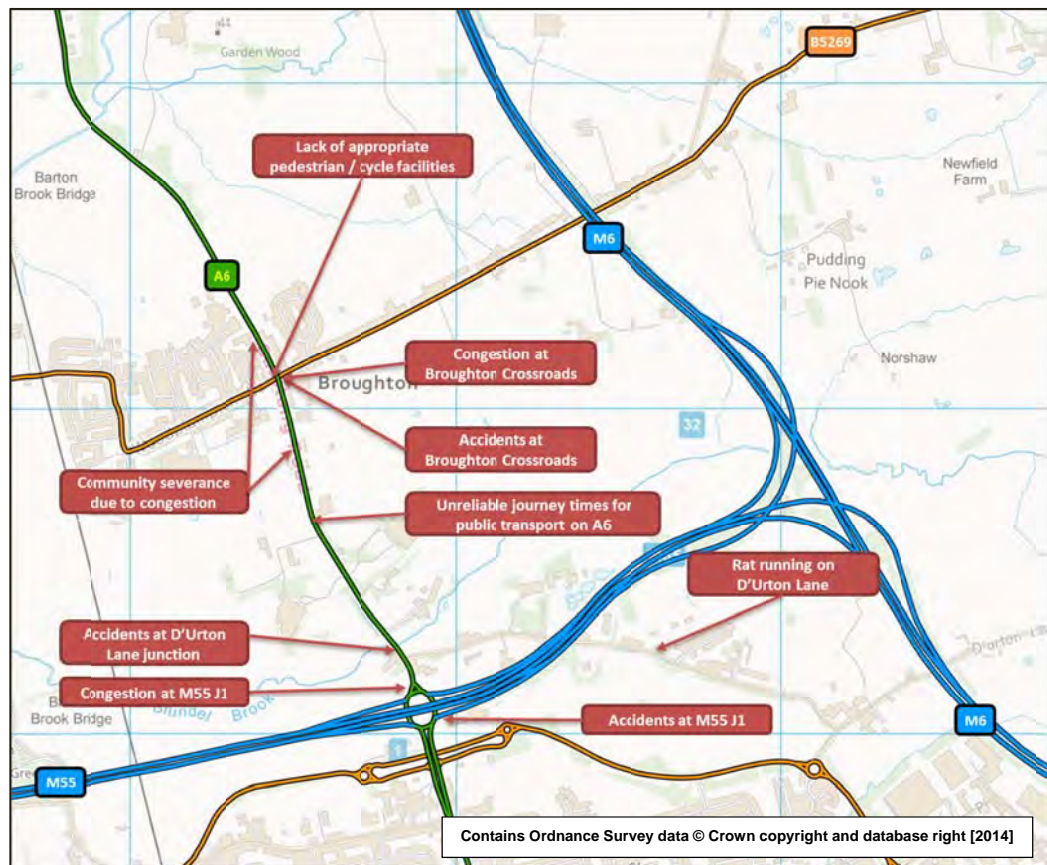 Garden Wood
B5269
Lack of appropriate
pedestrian / cycle facilities
Barton
Brook Bridge
Newfield
Farm
M6
A6
Pudding
Pie Nook
Congestion at
Broughton Crossroads
Norshaw
Broughton
32
Accidents at
Broughton Crossroads
Community severance
due to congestion
Unreliable journey times for
public transport on A6
Rat running on
D'Urton Lane
Accidents at D'Urton
Lane junction
D'urton
Congestion at M55 J1
Brook Bridge
Blundel Brook
Accidents at M55 J1
M6
1
M55
Contains Ordnance Survey data © Crown copyright and database right [2014]